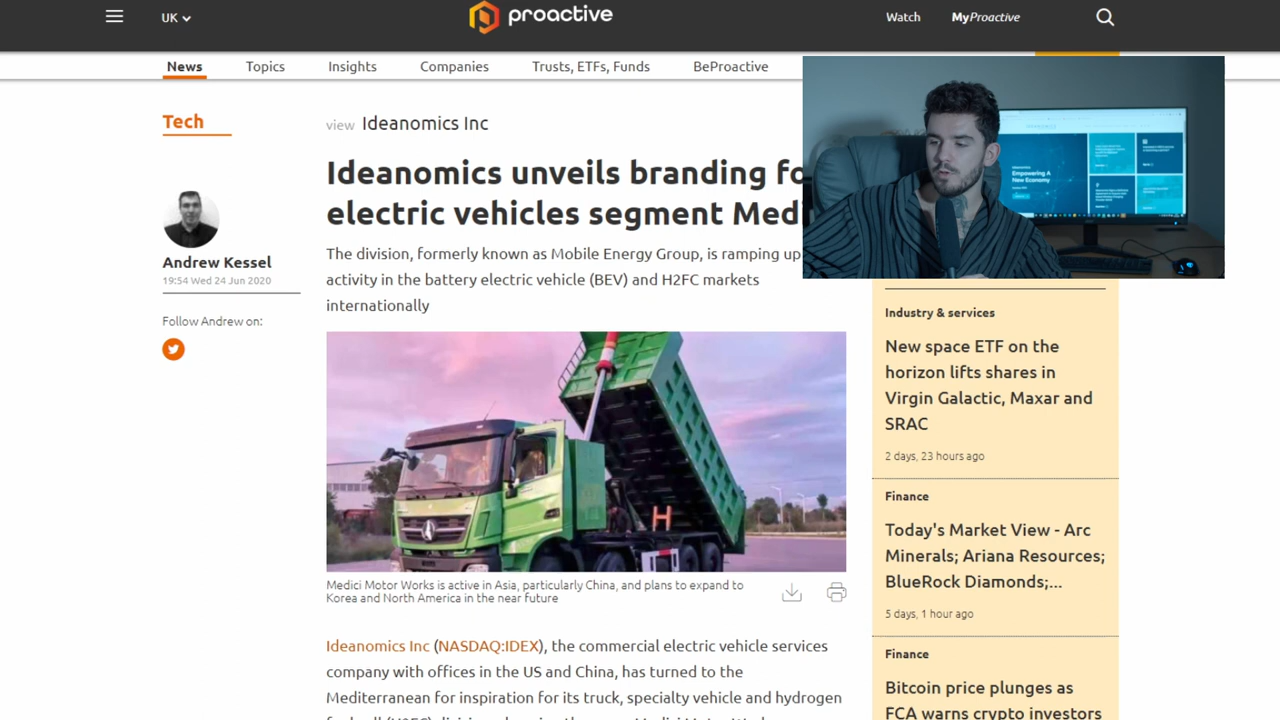 UK
proactive
Watch
MyProactive
News
Topics
Insights
Companies
Trusts, ETFs, Funds
BeProactive
Tech
view Ideanomics Inc
Ideanomics unveils branding
electric vehicles segment
The division, formerly known as Mobile Energy Group, is ramping up
activity in the battery electric vehicle (BEV) and H2FC markets
internationally
Andrew Kessel
19:54 Wed 24 Jun 2020
Follow Andrew on:
Empowering A
New Economy
Medici Motor Works is active in Asia, particularly China, and plans to expand to
Korea and North America in the near future
Ideanomics Inc (NASDAQ:IDEX), the commercial electric vehicle services
company with offices in the US and China, has turned to the
Mediterranean for inspiration for its truck, specialty vehicle and hydrogen
Industry & services
New space ETF on the
horizon lifts shares in
Virgin Galactic, Maxar and
SRAC
2 days, 23 hours ago
Finance
Today's Market View - Arc
Minerals; Ariana Resources;
BlueRock Diamonds;...
5 days, 1 hour ago
Finance
Bitcoin price plunges as
FCA warns crypto investors